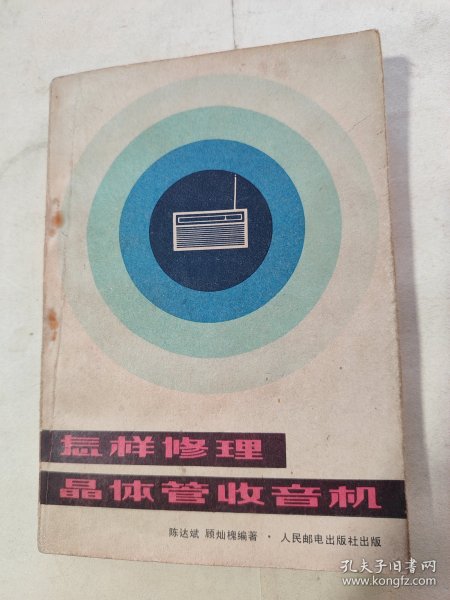 怎样修理
晶体管收音机
陈达斌 顾灿槐编著·人民邮电出版社出版
孔夫子旧书网
www.kongfz.com